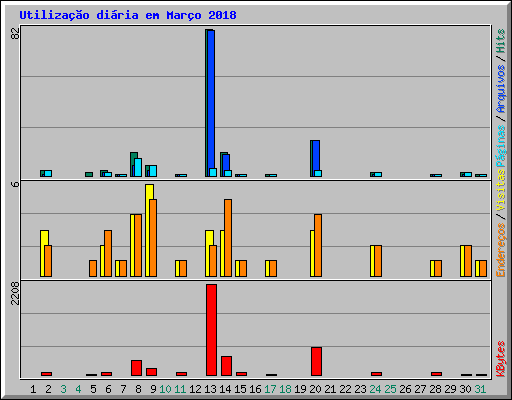 Utilização diária em Março 2018
82
6
2208
Endereços / Visitas Páginas / Arquivos / Hits
KBytes
1 2 3 4 5 6 7 8 9 10 11 12 13 14 15 16 17 18 19 20 21 22 23 24 25 26 27 28 29 30 31